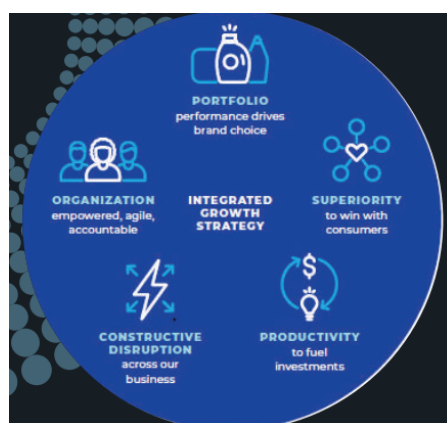 PORTFOLIO
performance drives
brand choice
ORGANIZATION
empowered, agile,
accountable
INTEGRATED
GROWTH
STRATEGY
SUPERIORITY
to win with
consumers
CONSTRUCTIVE
DISRUPTION
across our
business
PRODUCTIVITY
to fuel
investments
$